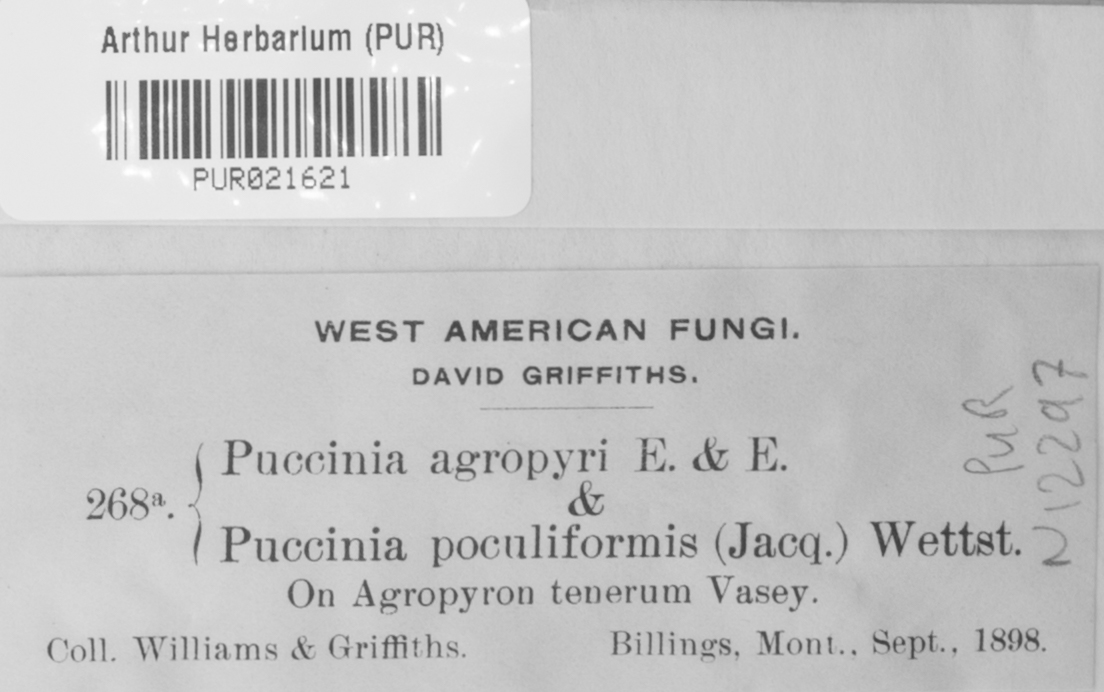 Arthur Herbarium (PUR)
PUR021621
WEST AMERICAN FUNGI.
DAVID GRIFFITHS.
268ᵃ. { Puccinia agropyri E. & E.
&
Puccinia poculiformis (Jacq.) Wettst.
On Agropyron tenerum Vasey.
Coll. Williams & Griffiths. Billings, Mont., Sept., 1898.
PUR
N12297